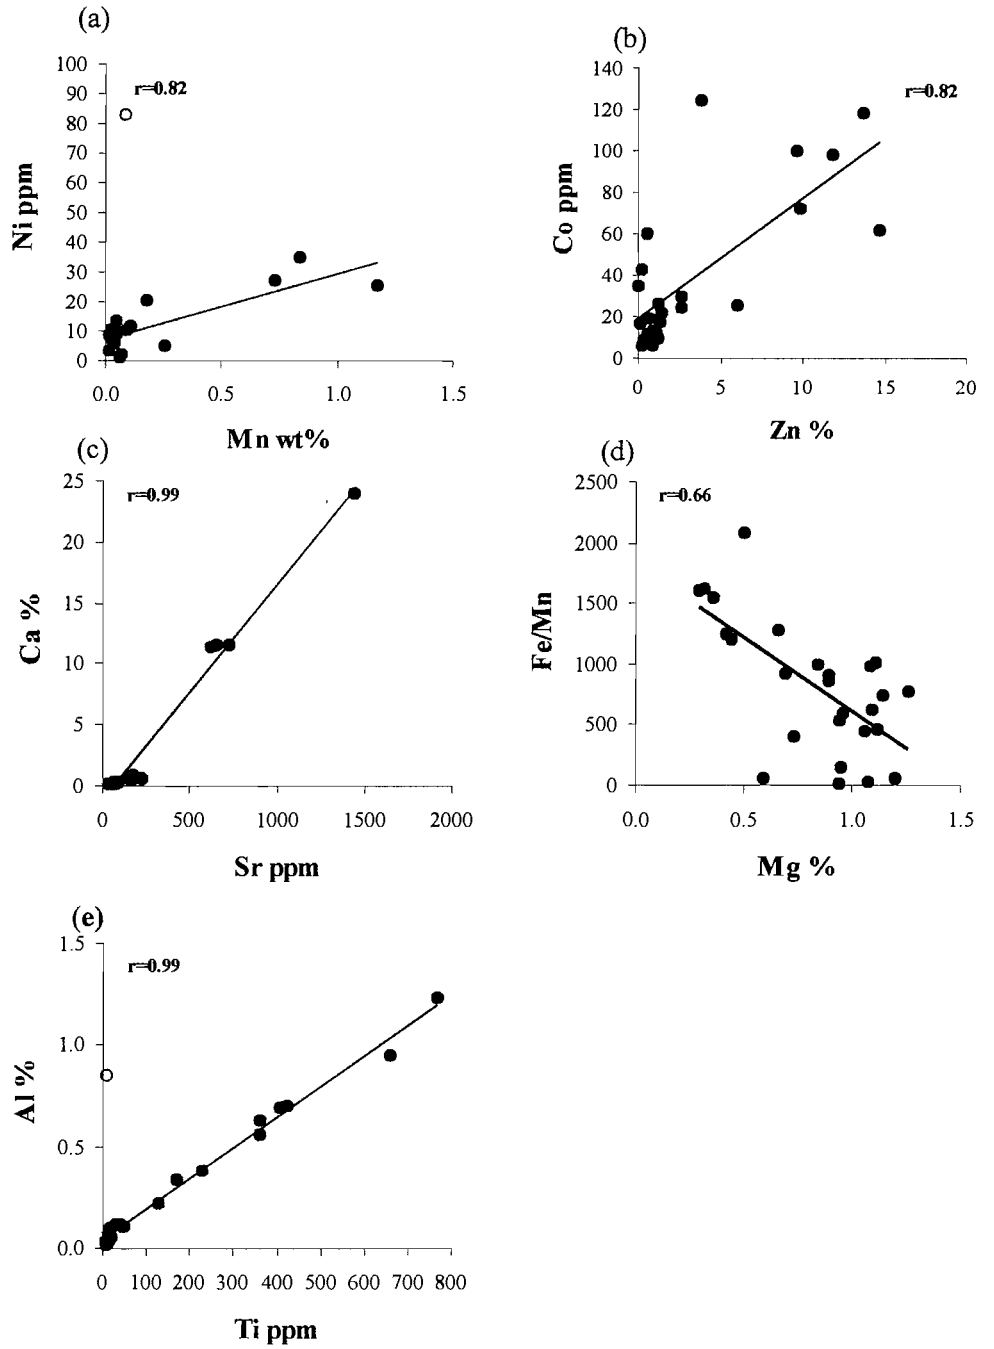 (a)
100
90
80
70
60
50
40
30
20
10
0
Ni ppm
r=0.82
0.0 0.5 1.0 1.5
Mn wt%
(b)
140
120
100
80
60
40
20
0
Co ppm
r=0.82
0 5 10 15 20
Zn %
(c)
25
20
15
10
5
0
Ca %
r=0.99
0 500 1000 1500 2000
Sr ppm
(d)
2500
2000
1500
1000
500
0
Fe/Mn
r=0.66
0.0 0.5 1.0 1.5
Mg %
(e)
1.5
1.0
0.5
0.0
Al %
r=0.99
0 100 200 300 400 500 600 700 800
Ti ppm